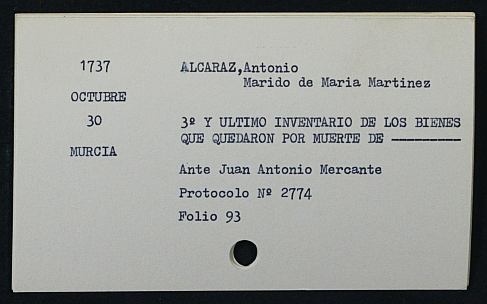 1737 ALCARAZ,Antonio
Marido de Maria Martinez
OCTUBRE
30 3º Y ULTIMO INVENTARIO DE LOS BIENES
QUE QUEDARON POR MUERTE DE ---------
MURCIA
Ante Juan Antonio Mercante
Protocolo Nº 2774
Folio 93